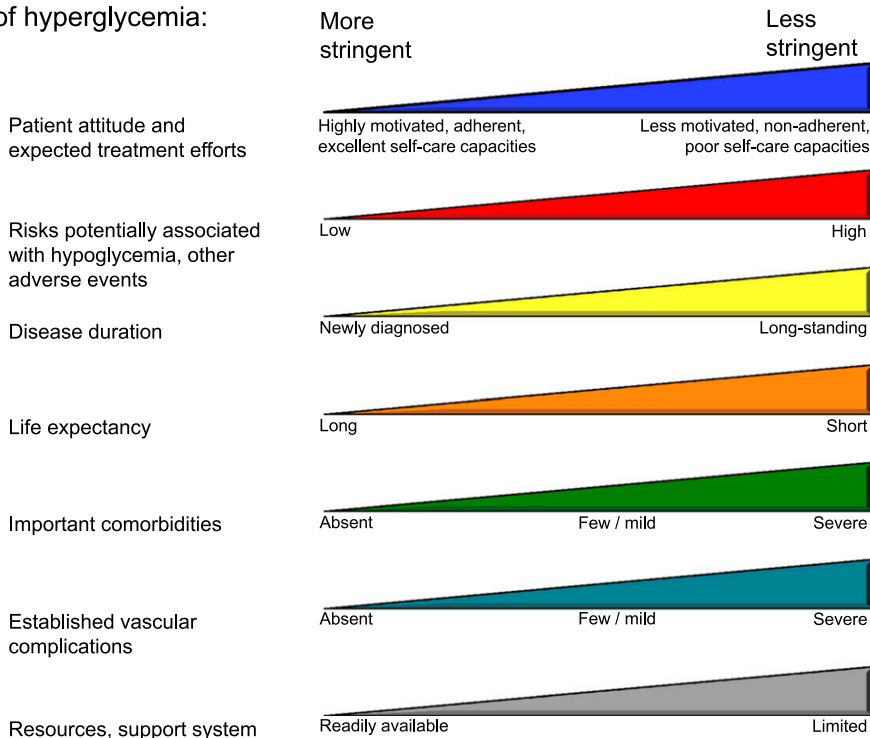 of hyperglycemia:
More
stringent
Less
stringent
Patient attitude and
expected treatment efforts
Highly motivated, adherent,
excellent self-care capacities
Less motivated, non-adherent,
poor self-care capacities
Risks potentially associated
with hypoglycemia, other
adverse events
Low
High
Disease duration
Newly diagnosed
Long-standing
Life expectancy
Long
Short
Important comorbidities
Absent
Few / mild
Severe
Established vascular
complications
Absent
Few / mild
Severe
Resources, support system
Readily available
Limited